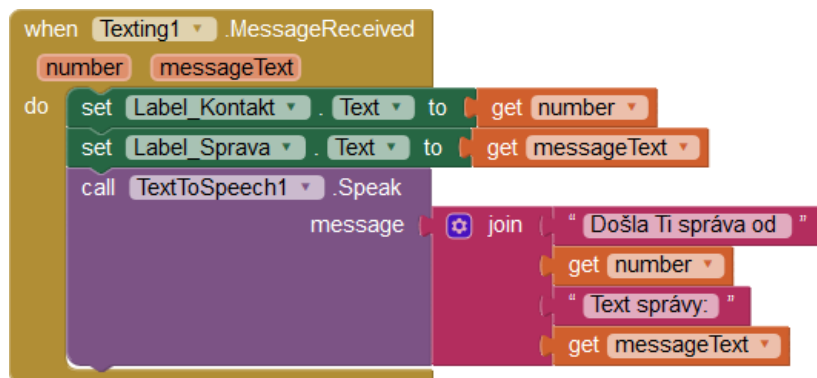 when Texting1 .MessageReceived
number messageText
do set Label_Kontakt . Text to get number
set Label_Sprava . Text to get messageText
call TextToSpeech1 .Speak
message join " Došla Ti správa od "
get number
" Text správy: "
get messageText